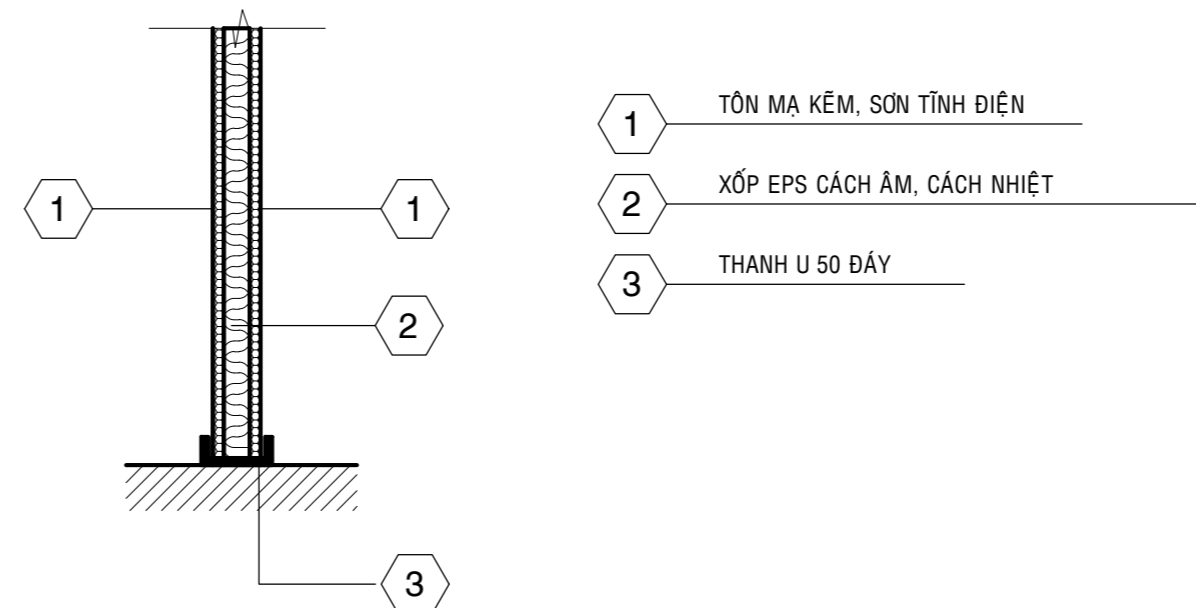 1
1
2
3
1 TÔN MẠ KẼM, SƠN TĨNH ĐIỆN
2 XỐP EPS CÁCH ÂM, CÁCH NHIỆT
3 THANH U 50 ĐÁY